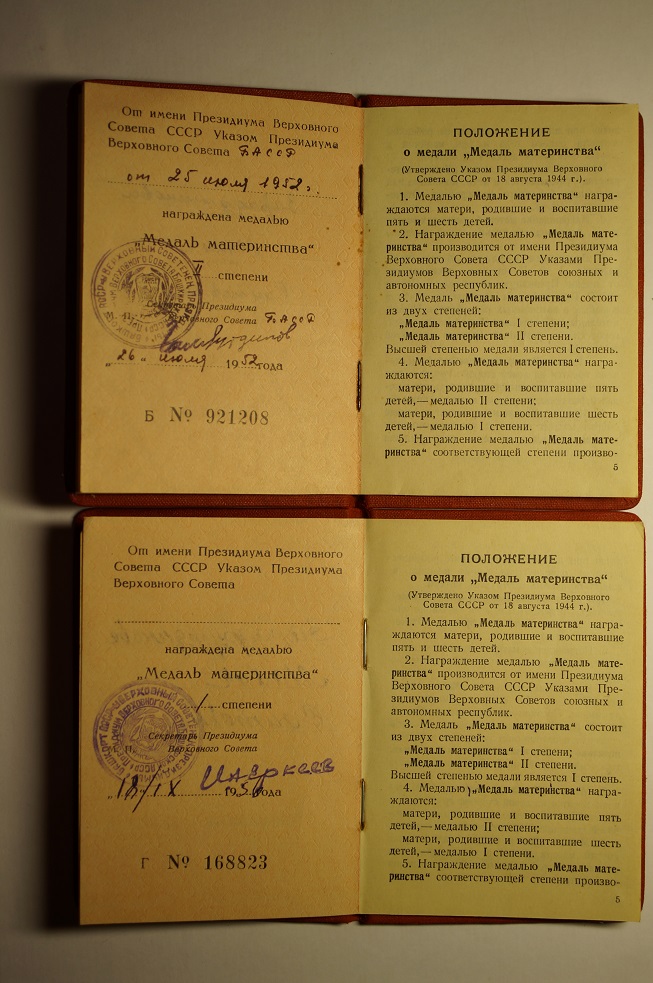 От имени Президиума Верховного
Совета СССР Указом Президиума
Верховного Совета БАССР
от 25 июля 1952 г.
награждена медалью
„Медаль материнства“
II степени
Секретарь Президиума
М. П. Верховного Совета БАССР
„26„ июля 1952 года
Б № 921208
ПОЛОЖЕНИЕ
о медали „Медаль материнства“
(Утверждено Указом Президиума Верховного
Совета СССР от 18 августа 1944 г.).
1. Медалью „Медаль материнства“ награ-
ждаются матери, родившие и воспитавшие
пять и шесть детей.
2. Награждение медалью „Медаль мате-
ринства“ производится от имени Президиума
Верховного Совета СССР Указами Пре-
зидиумов Верховных Советов союзных и
автономных республик.
3. Медаль „Медаль материнства“ состоит
из двух степеней:
„Медаль материнства“ I степени;
„Медаль материнства“ II степени.
Высшей степенью медали является I степень.
4. Медалью „Медаль материнства“ награ-
ждаются:
матери, родившие и воспитавшие пять
детей,—медалью II степени;
матери, родившие и воспитавшие шесть
детей,—медалью I степени.
5. Награждение медалью „Медаль мате-
ринства“ соответствующей степени произво-
5
От имени Президиума Верховного
Совета СССР Указом Президиума
Верховного Совета
награждена медалью
„Медаль материнства“
I степени
Секретарь Президиума
П. Верховного Совета
„18/IX 1956 года
Г № 168823
ПОЛОЖЕНИЕ
о медали „Медаль материнства“
(Утверждено Указом Президиума Верховного
Совета СССР от 18 августа 1944 г.).
1. Медалью „Медаль материнства“ награ-
ждаются матери, родившие и воспитавшие
пять и шесть детей.
2. Награждение медалью „Медаль мате-
ринства“ производится от имени Президиума
Верховного Совета СССР Указами Пре-
зидиумов Верховных Советов союзных и
автономных республик.
3. Медаль „Медаль материнства“ состоит
из двух степеней:
„Медаль материнства“ I степени;
„Медаль материнства“ II степени.
Высшей степенью медали является I степень.
4. Медалью „Медаль материнства“ награ-
ждаются:
матери, родившие и воспитавшие пять
детей,—медалью II степени;
матери, родившие и воспитавшие шесть
детей,—медалью I степени.
5. Награждение медалью „Медаль мате-
ринства“ соответствующей степени произво-
5